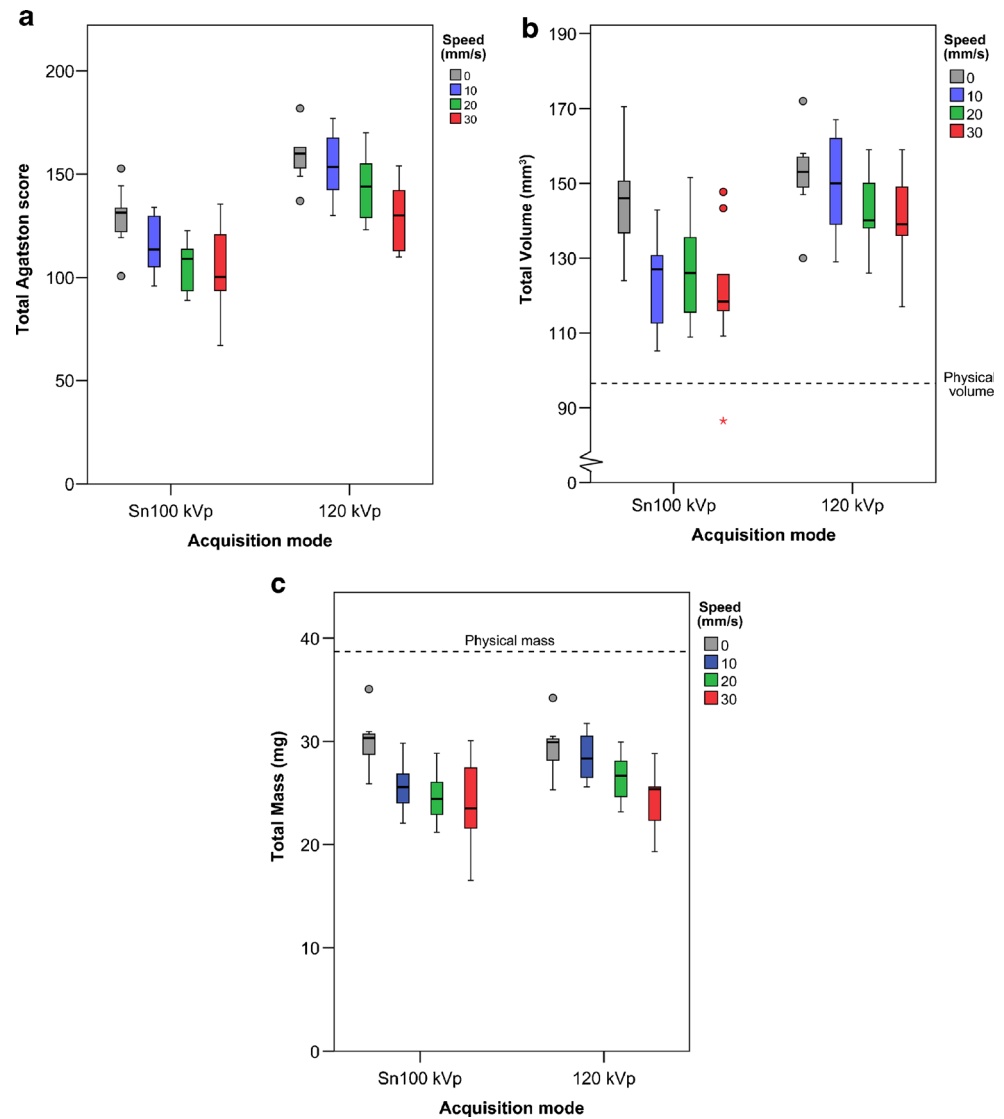 a
Speed
(mm/s)
0
10
20
30
200
150
100
50
0
Total Agatston score
Sn100 kVp
120 kVp
Acquisition mode
b
Speed
(mm/s)
0
10
20
30
190
170
150
130
110
90
0
Total Volume (mm³)
Physical
volume
Sn100 kVp
120 kVp
Acquisition mode
c
Speed
(mm/s)
0
10
20
30
40
30
20
10
0
Total Mass (mg)
Physical mass
Sn100 kVp
120 kVp
Acquisition mode